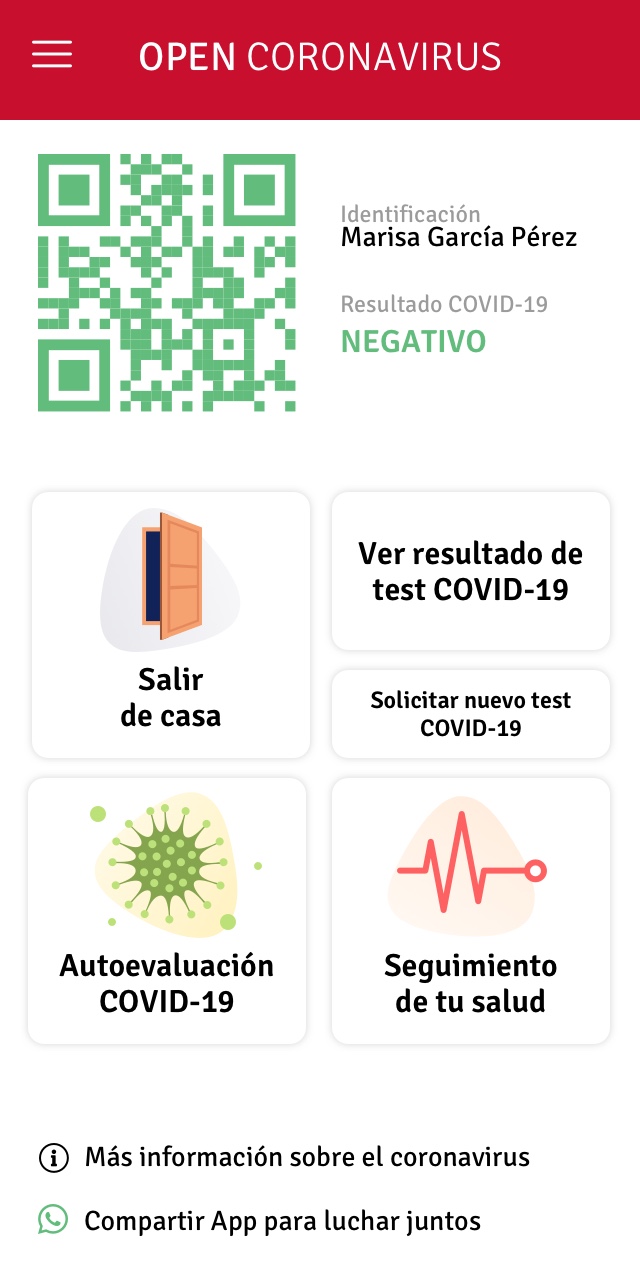 OPEN CORONAVIRUS
Identificación
Marisa García Pérez
Resultado COVID-19
NEGATIVO
Salir
de casa
Ver resultado de
test COVID-19
Solicitar nuevo test
COVID-19
Autoevaluación
COVID-19
Seguimiento
de tu salud
Más información sobre el coronavirus
Compartir App para luchar juntos